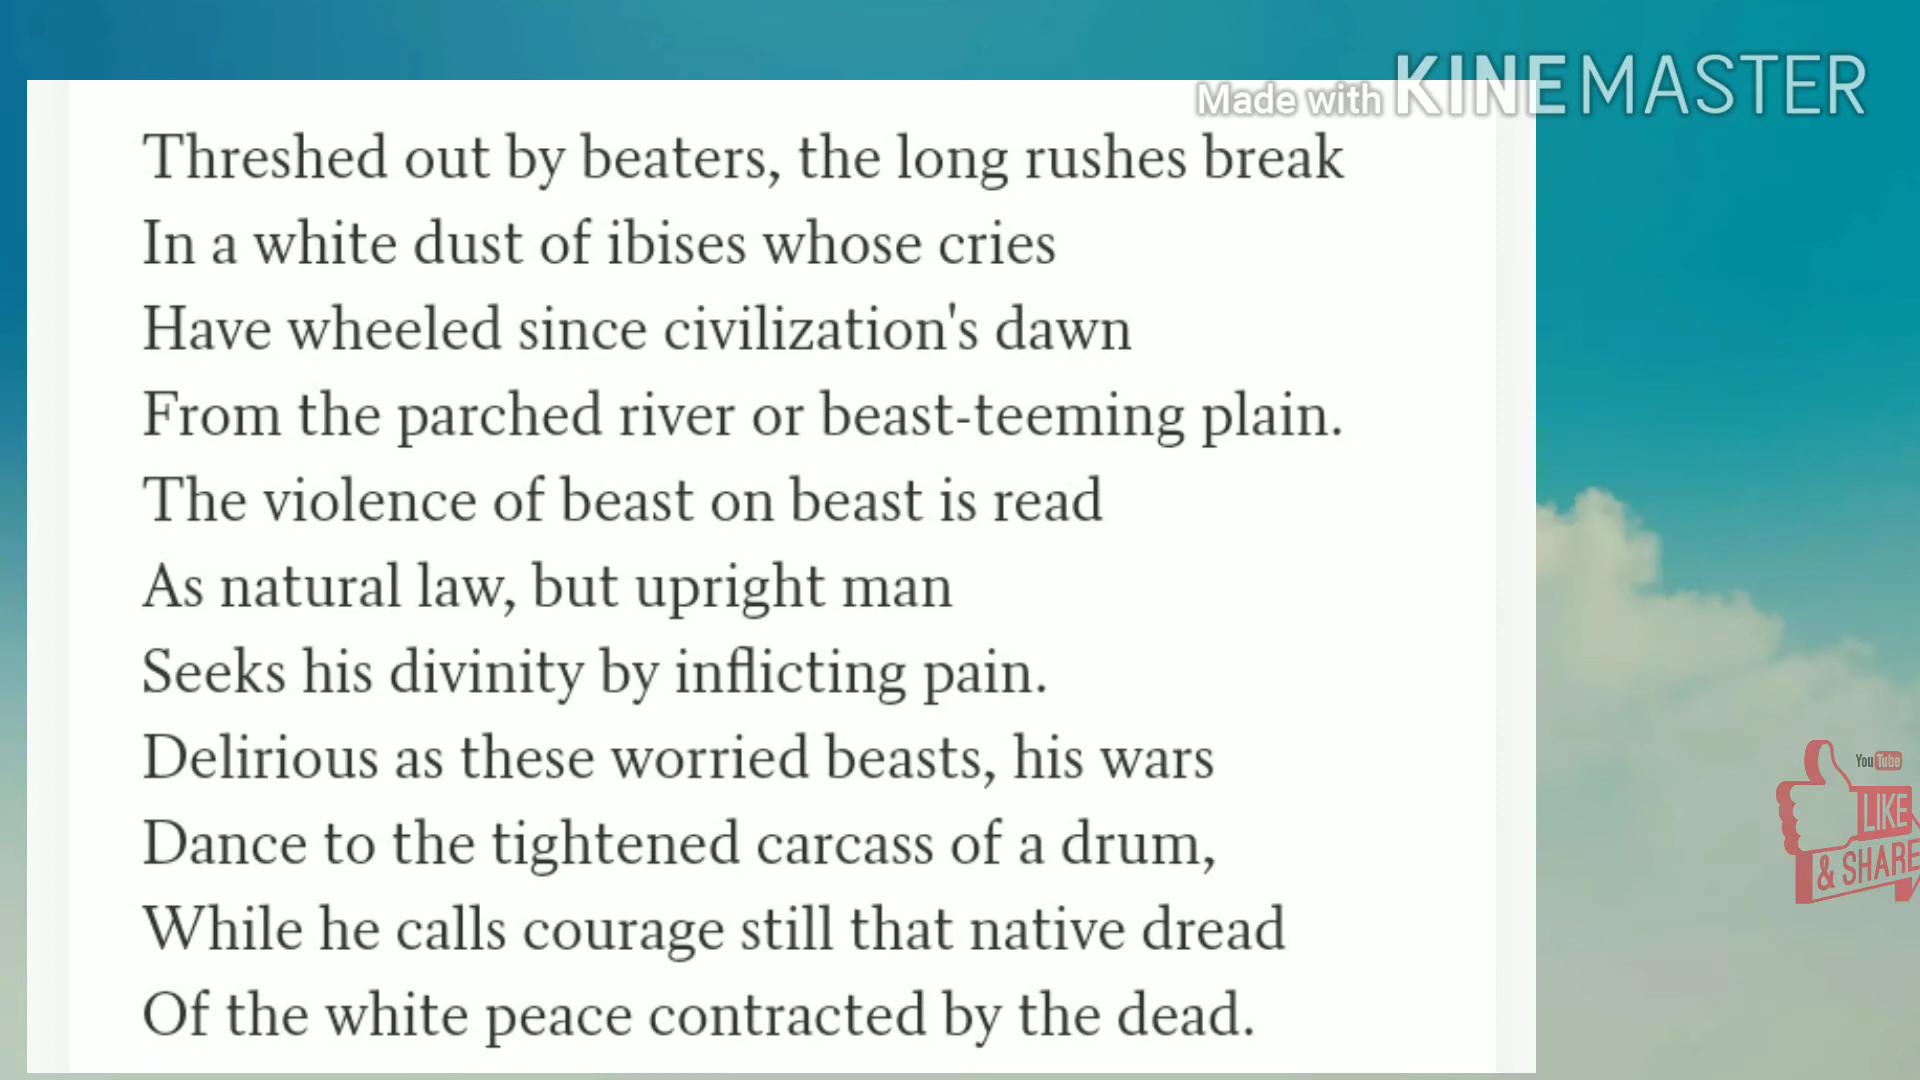 Made with KINEMASTER
Threshed out by beaters, the long rushes break
In a white dust of ibises whose cries
Have wheeled since civilization's dawn
From the parched river or beast-teeming plain.
The violence of beast on beast is read
As natural law, but upright man
Seeks his divinity by inflicting pain.
Delirious as these worried beasts, his wars
Dance to the tightened carcass of a drum,
While he calls courage still that native dread
Of the white peace contracted by the dead.
YouTube
LIKE
& SHARE